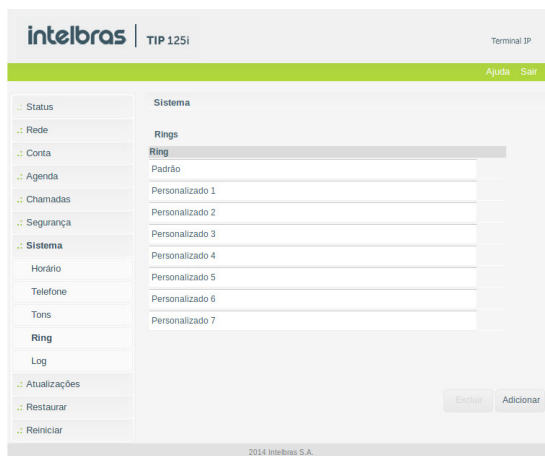 intelbras TIP 125i
Terminal IP
Ajuda Sair
.: Status
.: Rede
.: Conta
.: Agenda
.: Chamadas
.: Segurança
.: Sistema
Horário
Telefone
Tons
Ring
Log
.: Atualizações
.: Restaurar
.: Reiniciar
Sistema
Rings
Ring
Padrão
Personalizado 1
Personalizado 2
Personalizado 3
Personalizado 4
Personalizado 5
Personalizado 6
Personalizado 7
Excluir Adicionar
2014 Intelbras S.A.